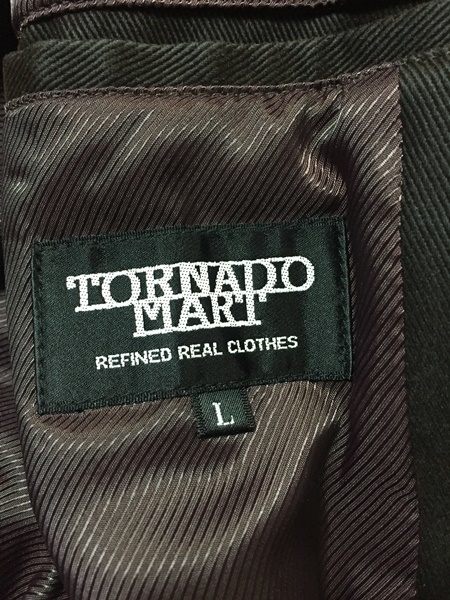 TORNADO
MART
REFINED REAL CLOTHES
L